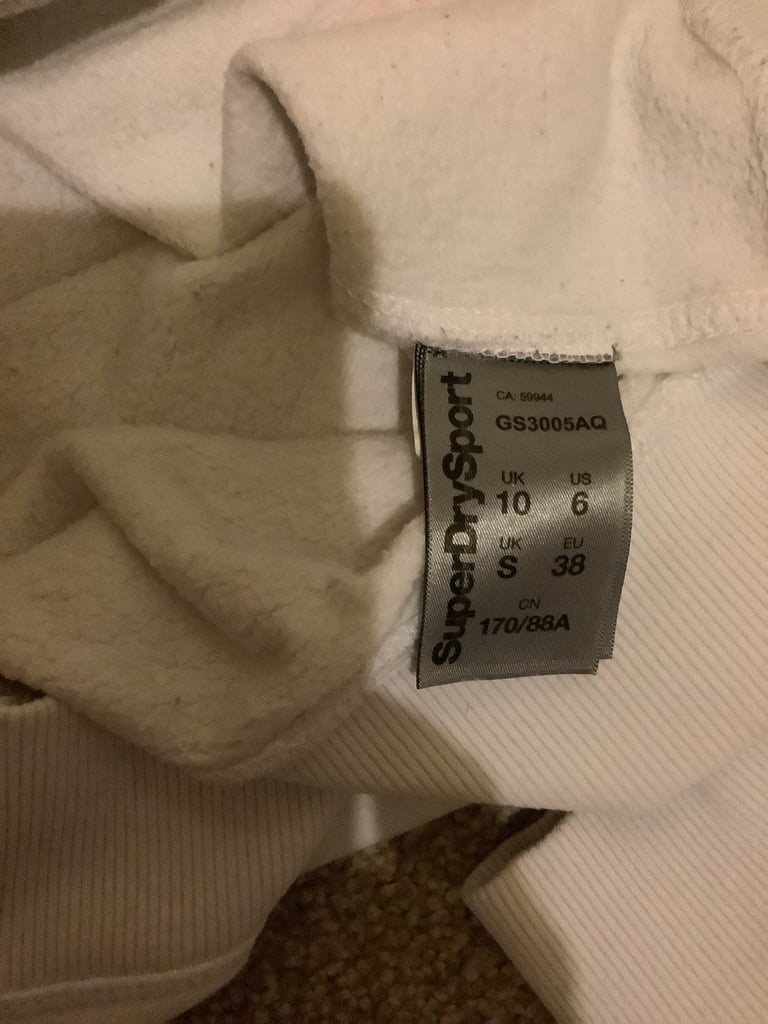 SuperDrySport
CA: 59944
GS3005AQ
UK US
10 6
UK EU
S 38
CN
170/88A